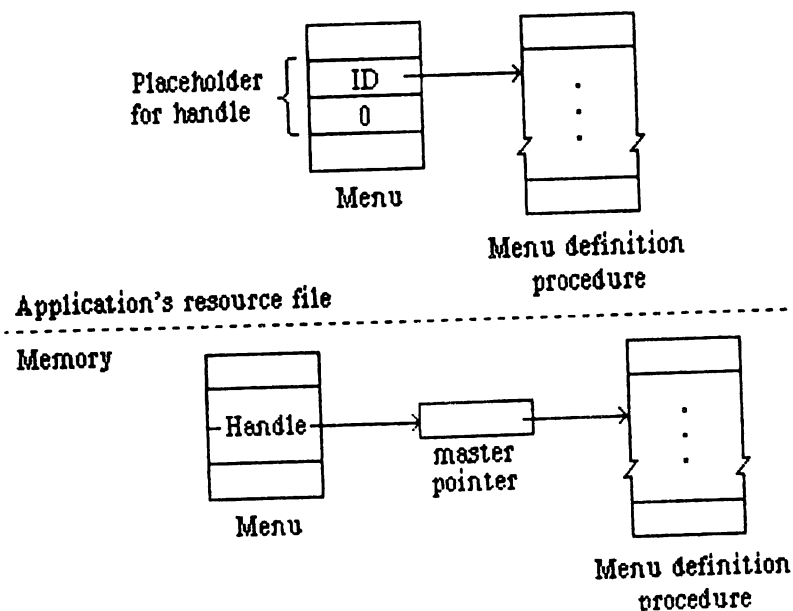 Placeholder
for handle
ID
0
Menu
Menu definition
procedure
Application's resource file
Memory
Handle
Menu
master
pointer
Menu definition
procedure